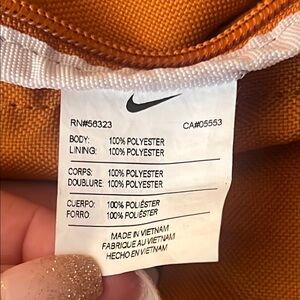 RN#56323 CA#05553
BODY: 100% POLYESTER
LINING: 100% POLYESTER
CORPS: 100% POLYESTER
DOUBLURE: 100% POLYESTER
CUERPO: 100% POLIÉSTER
FORRO: 100% POLIÉSTER
MADE IN VIETNAM
FABRIQUE AU VIETNAM
HECHO EN VIETNAM